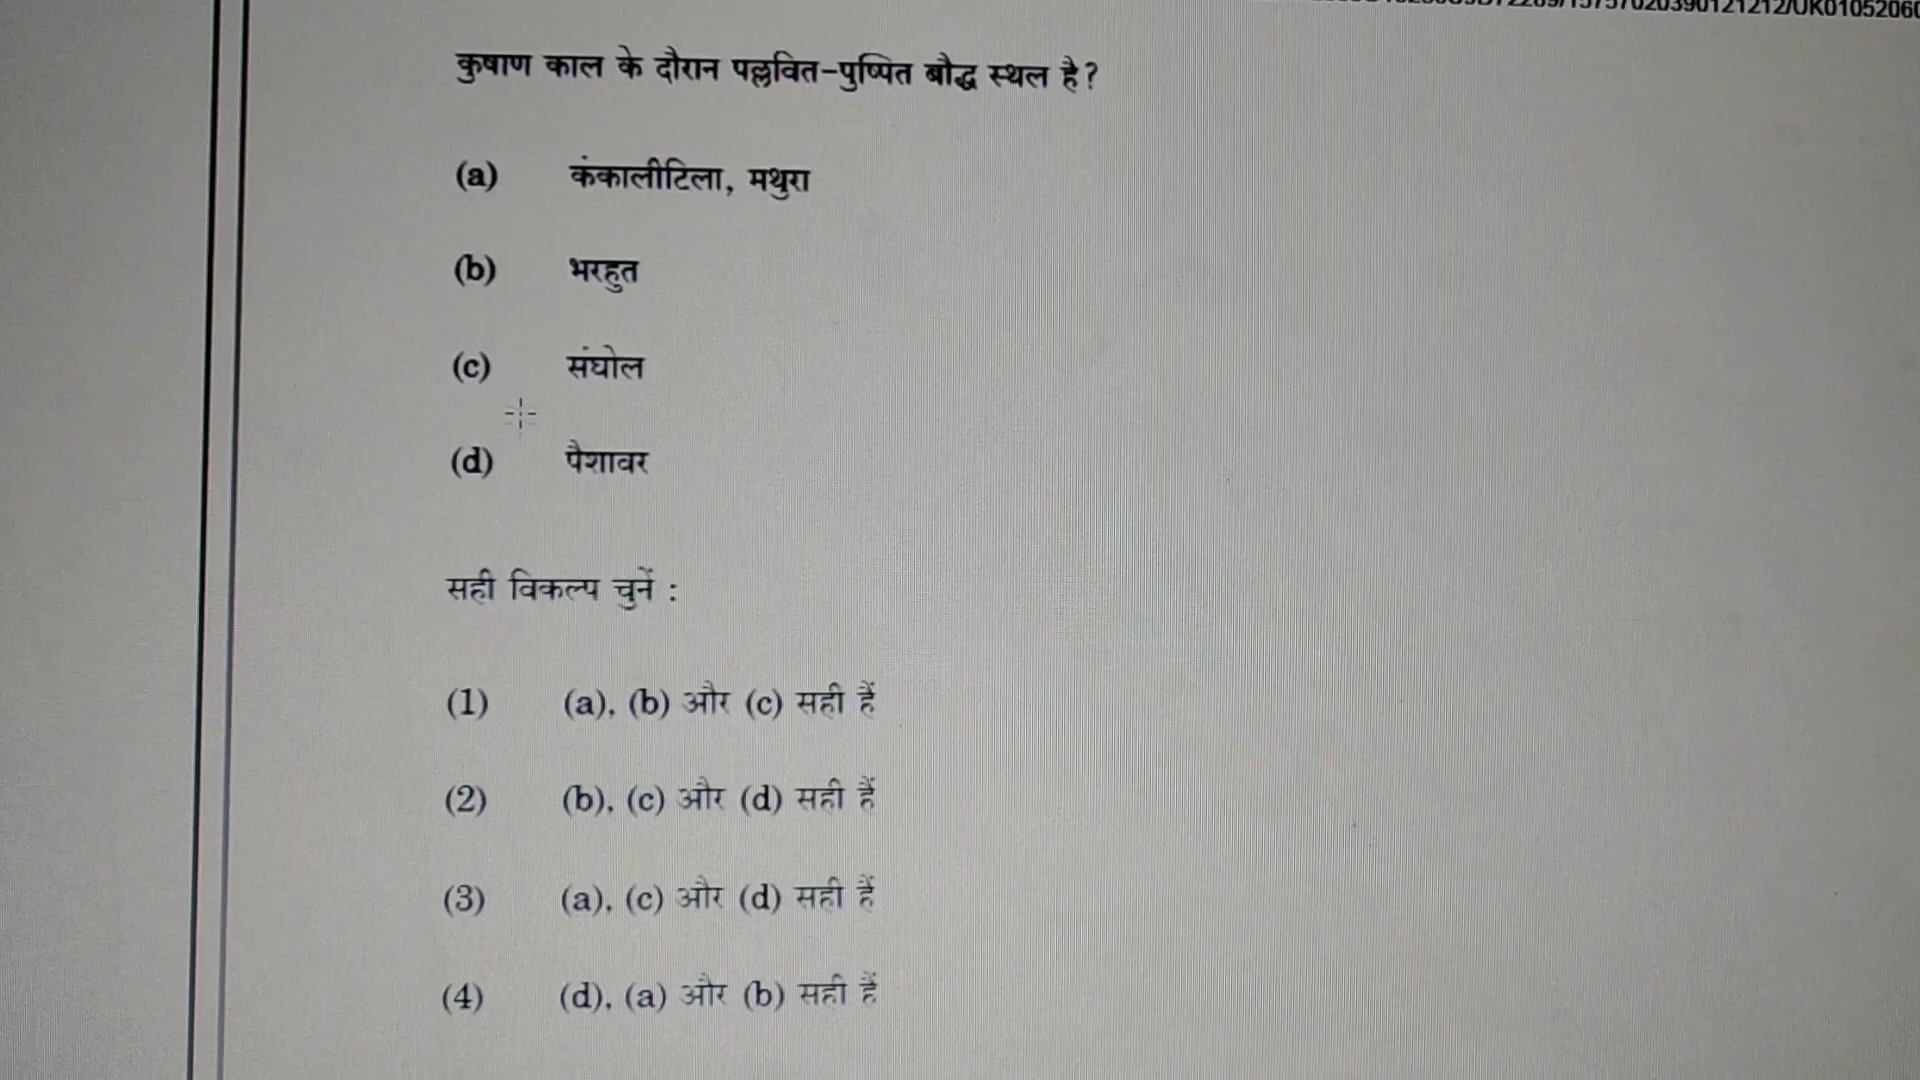 कुषाण काल के दौरान पल्लवित-पुष्पित बौद्ध स्थल है?
(a) कंकालीटिला, मथुरा
(b) भरहुत
(c) संघोल
(d) पैशावर
सही विकल्प चुनें :
(1) (a), (b) और (c) सही हैं
(2) (b), (c) और (d) सही हैं
(3) (a), (c) और (d) सही हैं
(4) (d), (a) और (b) सही हैं